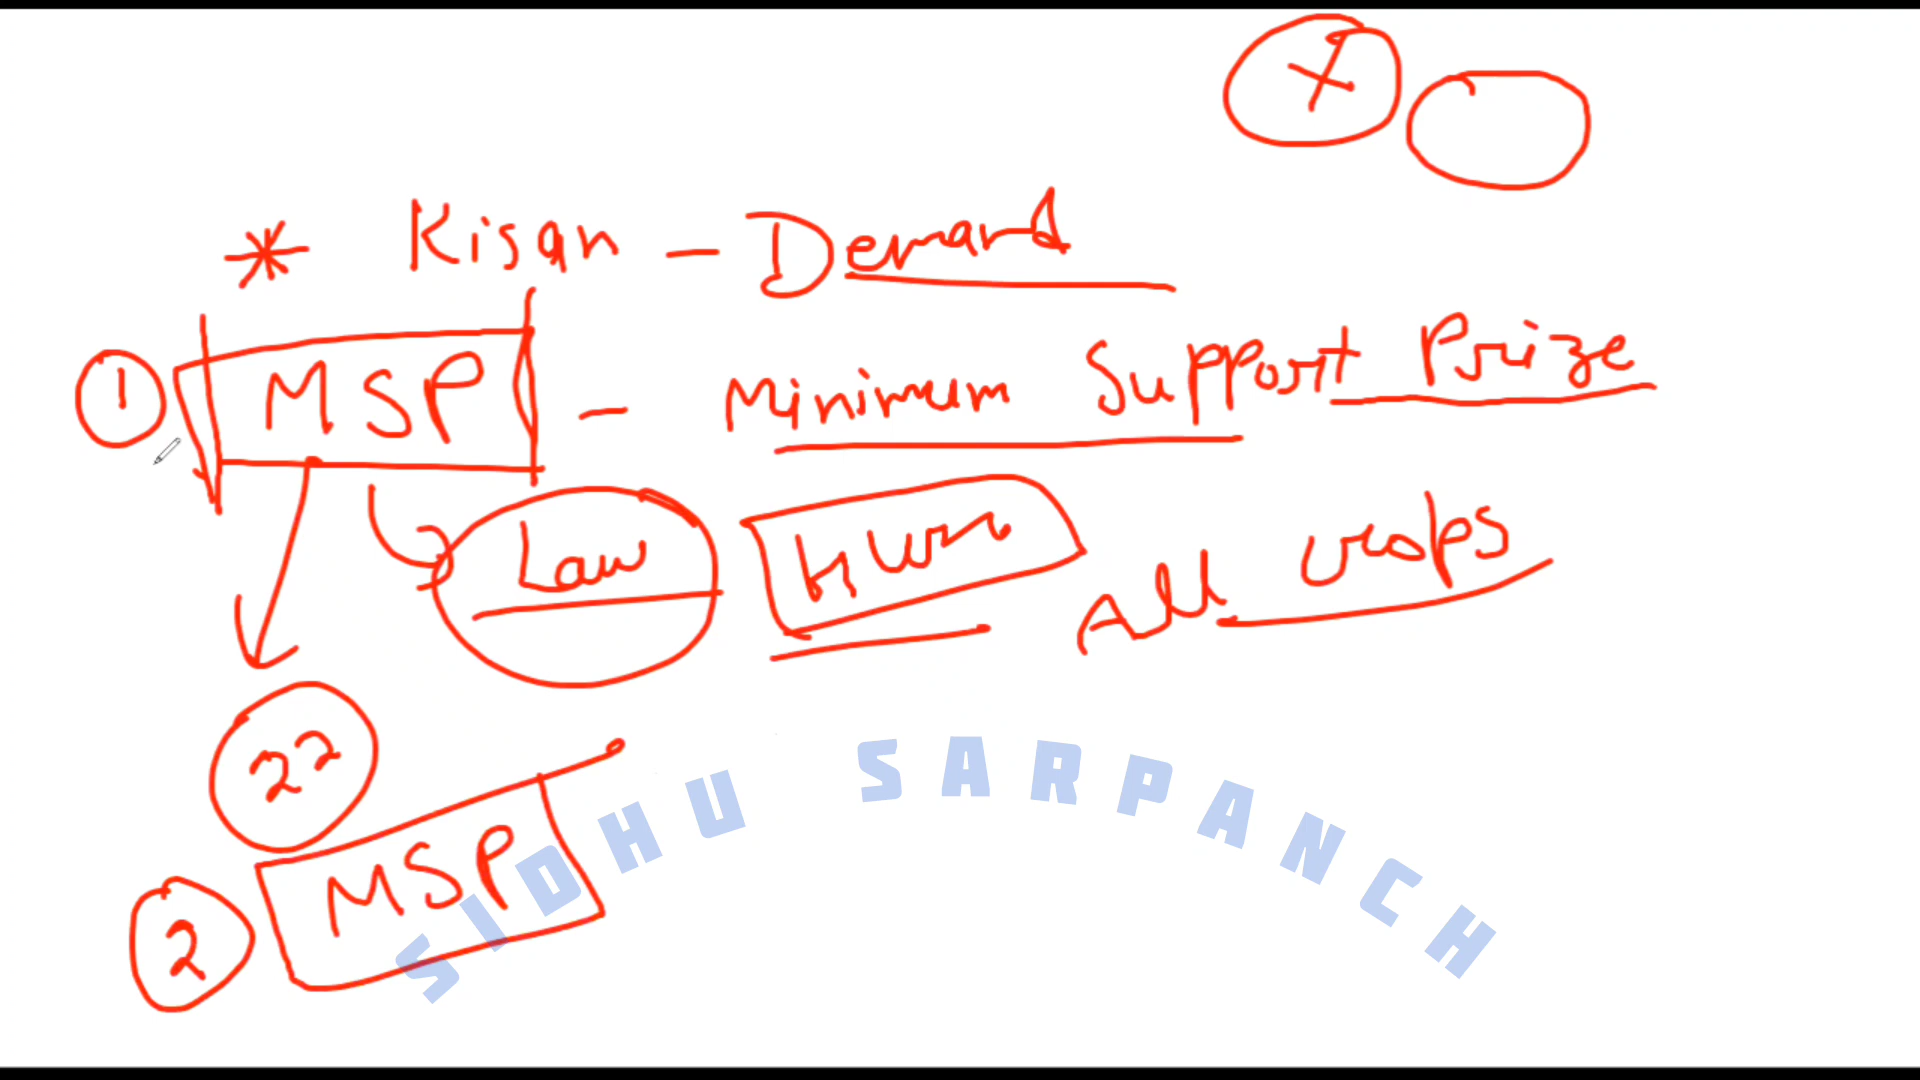 * Kisan - Demand
1 MSP - Minimum Support Prize
Law
All crops
22
2 MSP
SIDHU SARPANCH